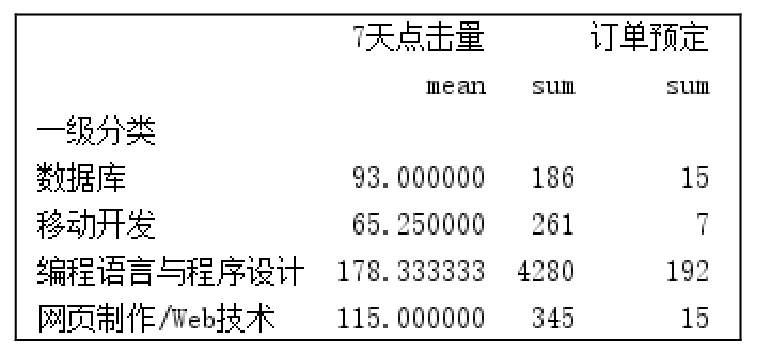 7天点击量 订单预定
mean sum sum
一级分类
数据库 93.000000 186 15
移动开发 65.250000 261 7
编程语言与程序设计 178.333333 4280 192
网页制作/Web技术 115.000000 345 15